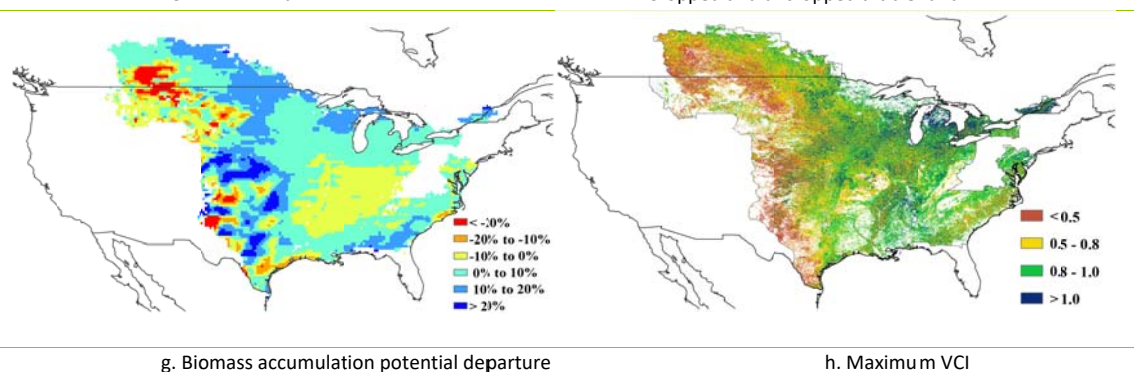 < -20%
-20% to -10%
-10% to 0%
0% to 10%
10% to 20%
> 20%
< 0.5
0.5 - 0.8
0.8 - 1.0
> 1.0
g. Biomass accumulation potential departure
h. Maximum VCI